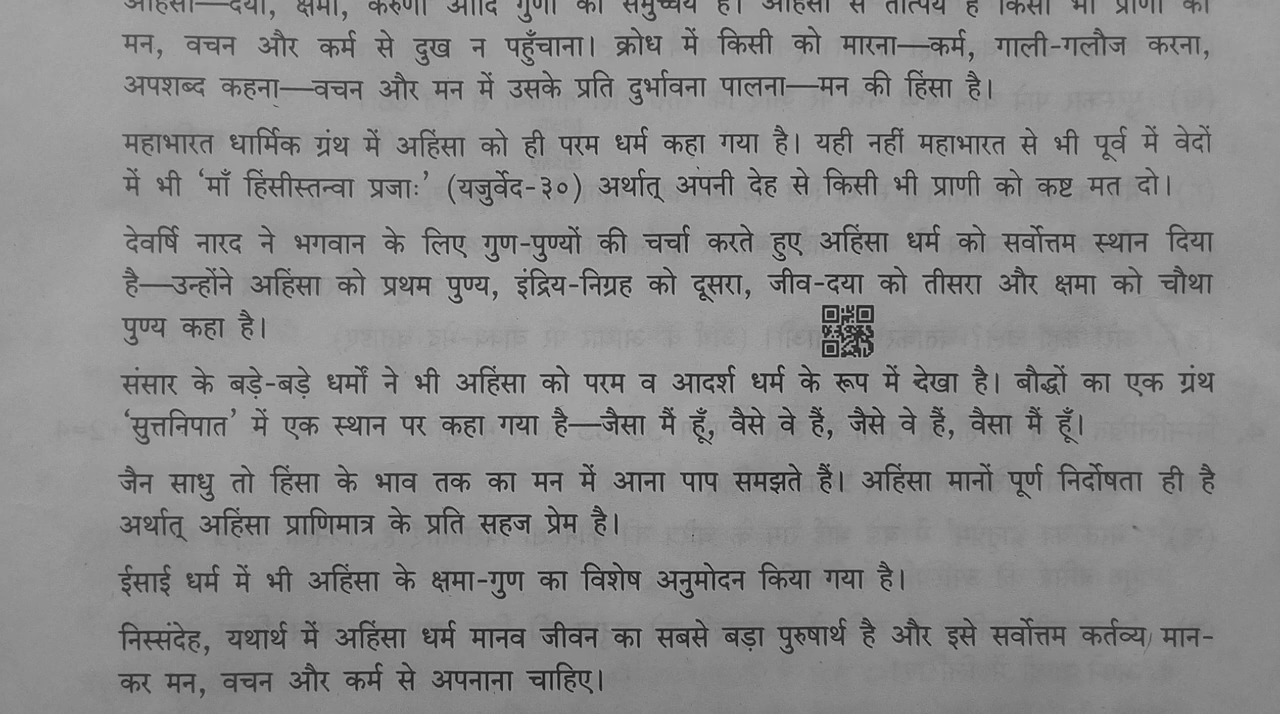 अहिंसा—दया, क्षमा, करुणा आदि गुणों का समुच्चय है। अहिंसा से तात्पर्य है किसी भी प्राणी को
मन, वचन और कर्म से दुख न पहुँचाना। क्रोध में किसी को मारना—कर्म, गाली-गलौज करना,
अपशब्द कहना—वचन और मन में उसके प्रति दुर्भावना पालना—मन की हिंसा है।
महाभारत धार्मिक ग्रंथ में अहिंसा को ही परम धर्म कहा गया है। यही नहीं महाभारत से भी पूर्व में वेदों
में भी ‘माँ हिंसीस्तन्वा प्रजाः’ (यजुर्वेद-३०) अर्थात् अपनी देह से किसी भी प्राणी को कष्ट मत दो।
देवर्षि नारद ने भगवान के लिए गुण-पुण्यों की चर्चा करते हुए अहिंसा धर्म को सर्वोत्तम स्थान दिया
है—उन्होंने अहिंसा को प्रथम पुण्य, इंद्रिय-निग्रह को दूसरा, जीव-दया को तीसरा और क्षमा को चौथा
पुण्य कहा है।
संसार के बड़े-बड़े धर्मों ने भी अहिंसा को परम व आदर्श धर्म के रूप में देखा है। बौद्धों का एक ग्रंथ
‘सुत्तनिपात’ में एक स्थान पर कहा गया है—जैसा मैं हूँ, वैसे वे हैं, जैसे वे हैं, वैसा मैं हूँ।
जैन साधु तो हिंसा के भाव तक का मन में आना पाप समझते हैं। अहिंसा मानों पूर्ण निर्दोषता ही है
अर्थात् अहिंसा प्राणिमात्र के प्रति सहज प्रेम है।
ईसाई धर्म में भी अहिंसा के क्षमा-गुण का विशेष अनुमोदन किया गया है।
निस्संदेह, यथार्थ में अहिंसा धर्म मानव जीवन का सबसे बड़ा पुरुषार्थ है और इसे सर्वोत्तम कर्तव्य मान-
कर मन, वचन और कर्म से अपनाना चाहिए।